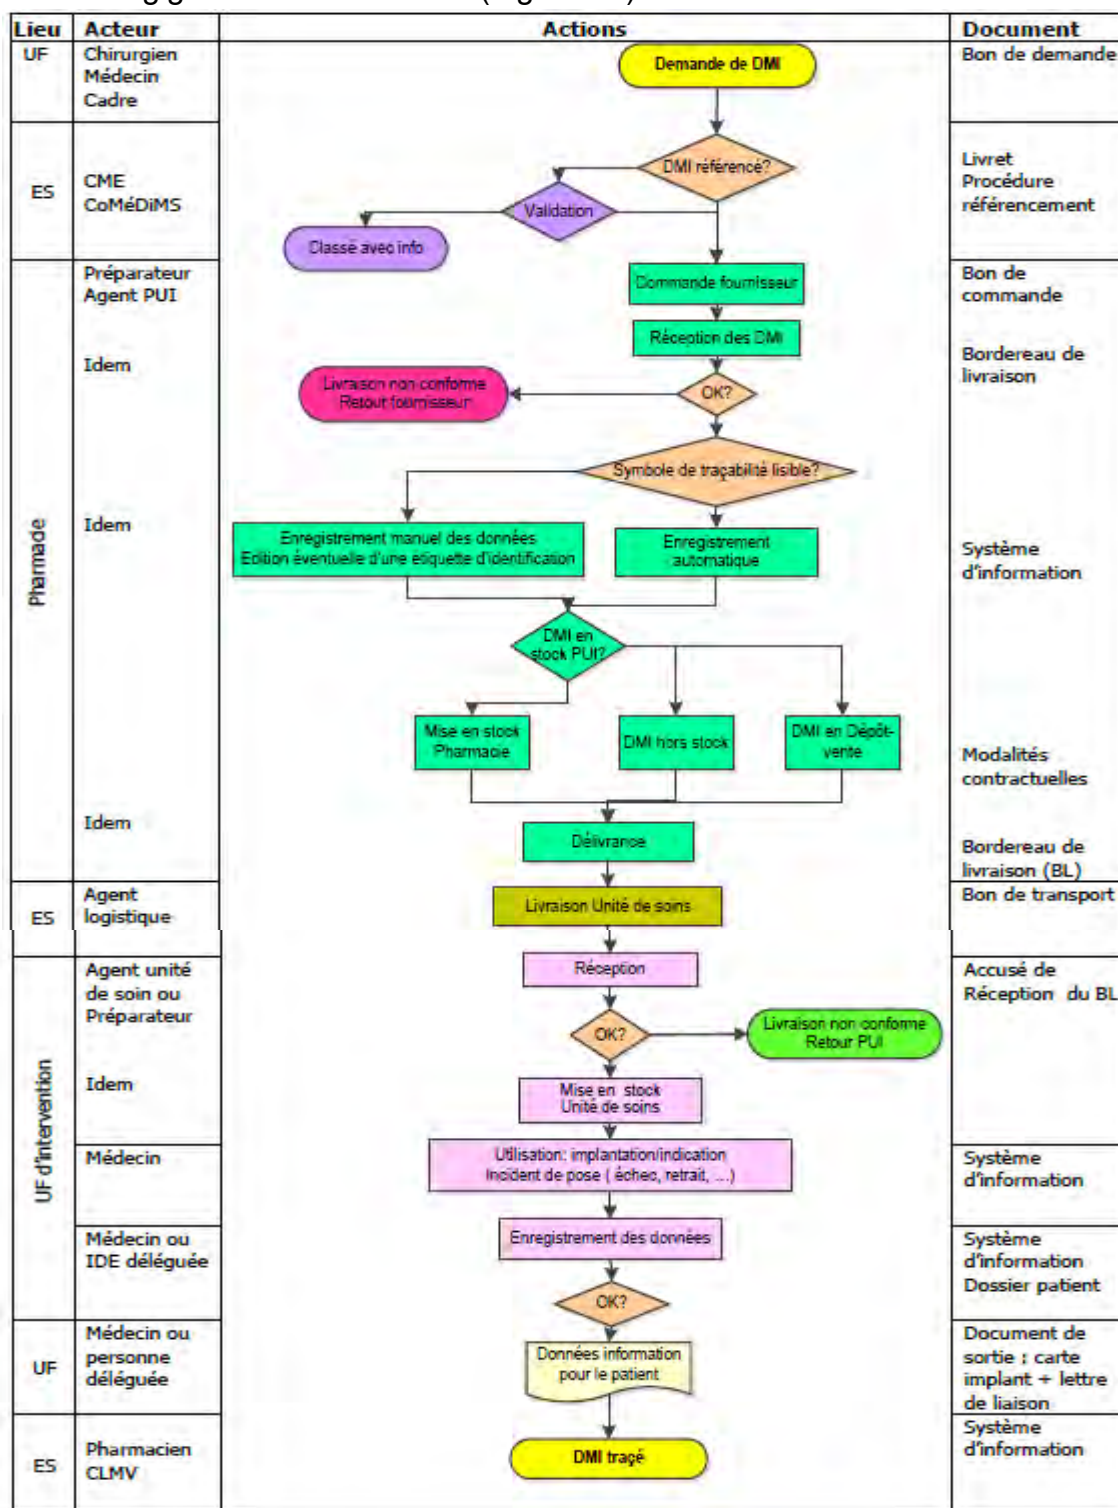 Lieu Acteur Actions Document
UF
Chirurgien
Médecin
Cadre
Demande de DMI
Bon de demande
ES
CME
CoMéDiMS
DMI référencé?
Validation
Classé avec info
Livret
Procédure
référencement
Pharmade
Préparateur
Agent PUI
Commande fournisseur
Bon de
commande
Réception des DMI
Idem
Bordereau de
livraison
Livraison non conforme
Retour fournisseur
OK?
Symbole de traçabilité lisible?
Idem
Enregistrement manuel des données
Edition éventuelle d'une étiquette d'identification
Enregistrement
automatique
Système
d'information
DMI en
stock PUI?
Mise en stock
Pharmacie
DMI hors stock
DMI en Dépôt-
vente
Modalités
contractuelles
Idem
Délivrance
Bordereau de
livraison (BL)
ES
Agent
logistique
Livraison Unité de soins
Bon de transport
UF d'intervention
Agent unité
de soin ou
Préparateur
Réception
Accusé de
Réception du BL
OK?
Livraison non conforme
Retour PUI
Idem
Mise en stock
Unité de soins
Médecin
Utilisation: implantation/indication
Incident de pose ( échec, retrait, ...)
Système
d'information
Médecin ou
IDE déléguée
Enregistrement des données
Système
d'information
Dossier patient
OK?
UF
Médecin ou
personne
déléguée
Données information
pour le patient
Document de
sortie ; carte
implant + lettre
de liaison
ES
Pharmacien
CLMV
DMI traçé
Système
d'information